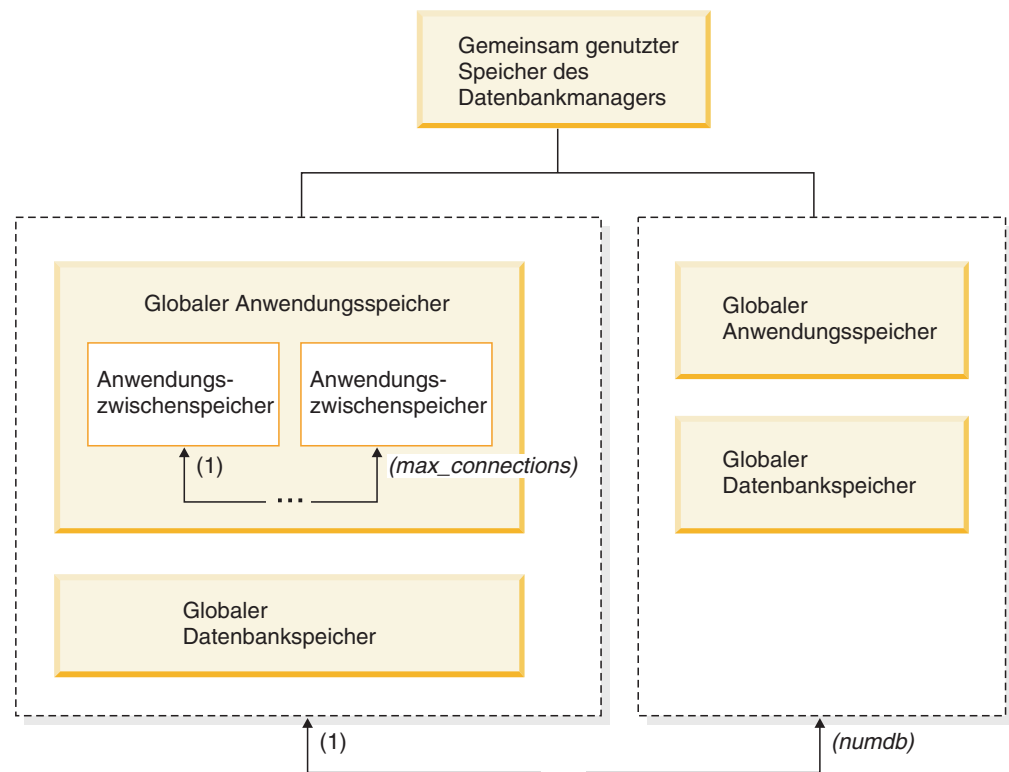 Gemeinsam genutzter
Speicher des
Datenbankmanagers
Globaler Anwendungsspeicher
Anwendungs-
zwischenspeicher
Anwendungs-
zwischenspeicher
(1)
(max_connections)
...
Globaler
Datenbankspeicher
(1)
Globaler
Anwendungsspeicher
Globaler
Datenbankspeicher
(numdb)